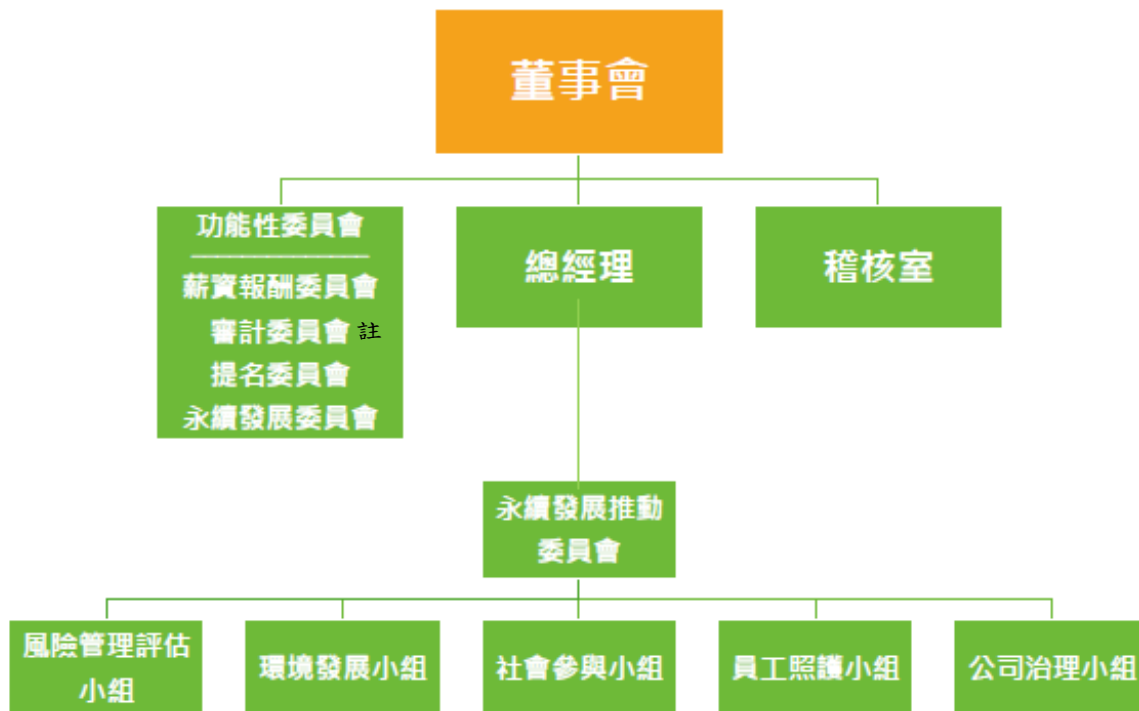 董事會
功能性委員會
薪資報酬委員會
審計委員會 註
提名委員會
永續發展委員會
總經理
稽核室
永續發展推動
委員會
風險管理評估
小組
環境發展小組
社會參與小組
員工照護小組
公司治理小組